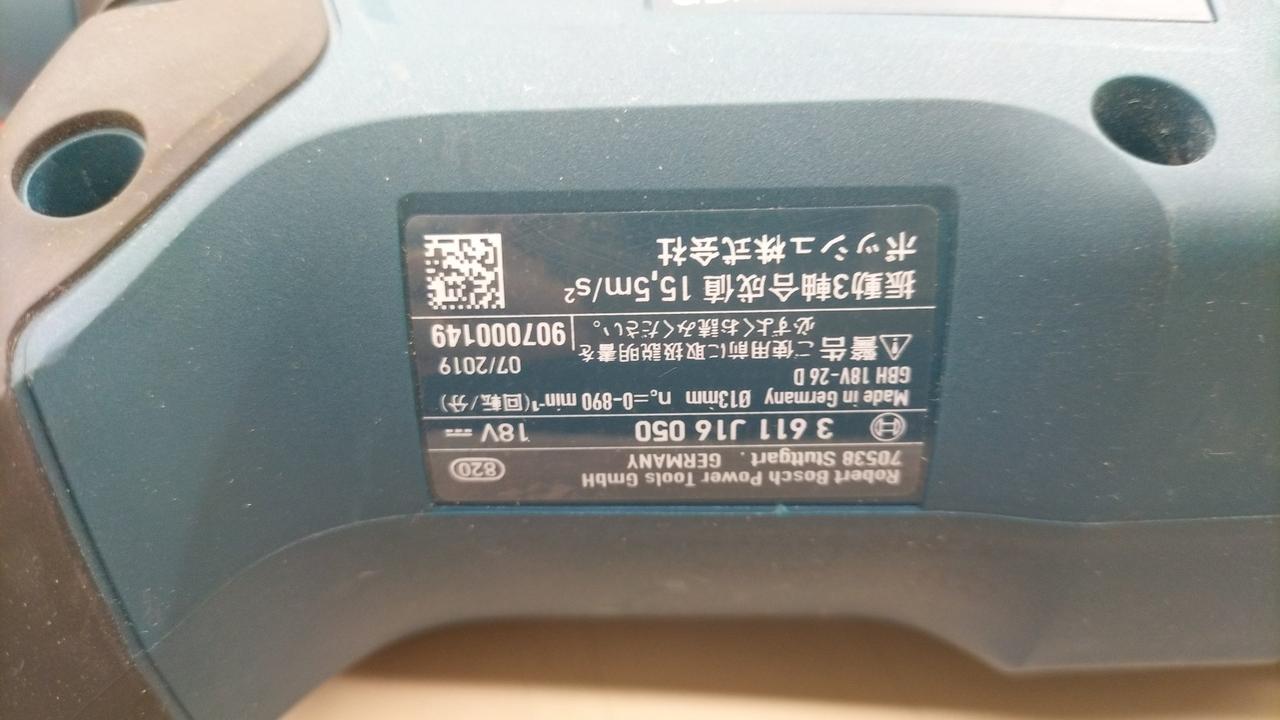 Robert Bosch Power Tools GmbH
70538 Stuttgart . GERMANY 820
3 611 J16 050 18V
Made in Germany Ø13mm n₀=0-890 min⁻¹(回転/分)
GBH 18V-26 D 07/2019
警告 ご使用前に取扱説明書を
必ずよくお読みください。 907000149
振動3軸合成値 15,5m/s²
ボッシュ株式会社